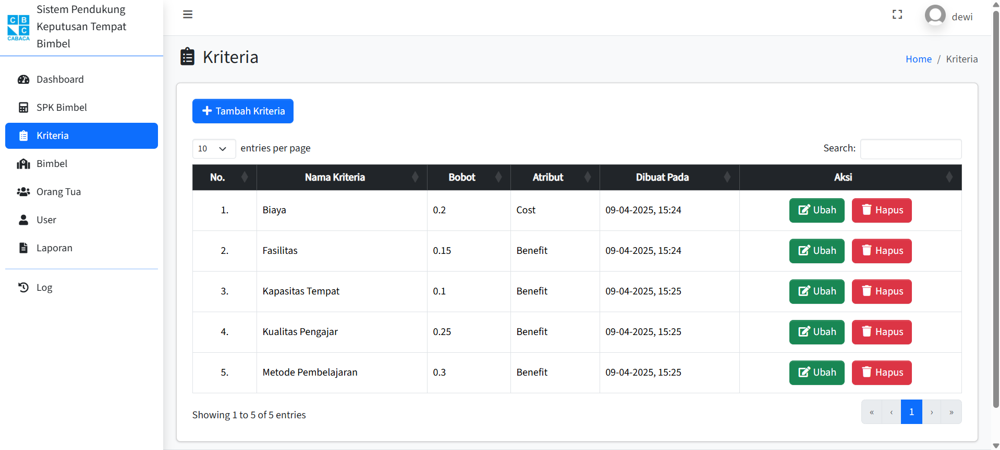 C B
C
CABACA
Sistem Pendukung
Keputusan Tempat
Bimbel
dewi
Dashboard
SPK Bimbel
Kriteria
Bimbel
Orang Tua
User
Laporan
Log
Kriteria
Home / Kriteria
Tambah Kriteria
10 entries per page
Search:
No. Nama Kriteria Bobot Atribut Dibuat Pada Aksi
1. Biaya 0.2 Cost 09-04-2025, 15:24 Ubah Hapus
2. Fasilitas 0.15 Benefit 09-04-2025, 15:24 Ubah Hapus
3. Kapasitas Tempat 0.1 Benefit 09-04-2025, 15:25 Ubah Hapus
4. Kualitas Pengajar 0.25 Benefit 09-04-2025, 15:25 Ubah Hapus
5. Metode Pembelajaran 0.3 Benefit 09-04-2025, 15:25 Ubah Hapus
Showing 1 to 5 of 5 entries
« ‹ 1 › »